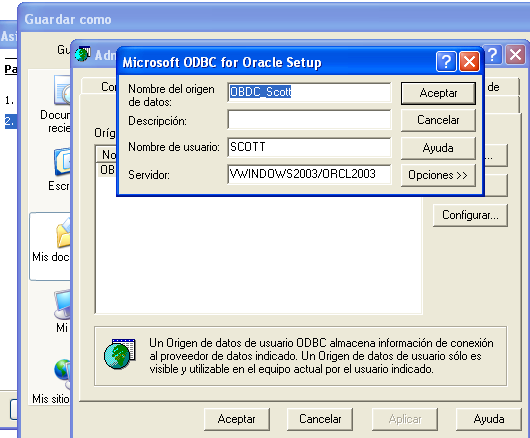 Guardar como
Asi
Gu
Adm
Microsoft ODBC for Oracle Setup
Pa
Co
de
Nombre del origen
de datos:
OBDC_Scott
Aceptar
1.
Descripción:
Cancelar
2.
Docum
recie
Oríg
Nombre de usuario:
SCOTT
Ayuda
No
...
OB
Servidor:
VWINDOWS2003/ORCL2003
Opciones >>
Escr
Configurar...
Mis doc
Mi
Un Origen de datos de usuario ODBC almacena información de conexión
al proveedor de datos indicado. Un Origen de datos de usuario sólo es
visible y utilizable en el equipo actual por el usuario indicado.
Mis sitio
Aceptar
Cancelar
Aplicar
Ayuda